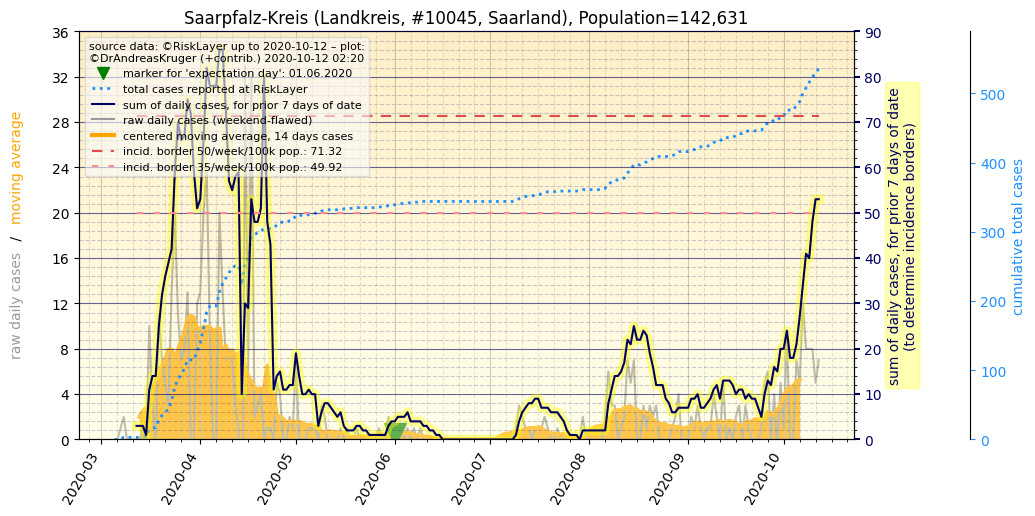 Saarpfalz-Kreis (Landkreis, #10045, Saarland), Population=142,631
source data: ©RiskLayer up to 2020-10-12 – plot:
©DrAndreasKruger (+contrib.) 2020-10-12 02:20
marker for 'expectation day': 01.06.2020
total cases reported at RiskLayer
sum of daily cases, for prior 7 days of date
raw daily cases (weekend-flawed)
centered moving average, 14 days cases
incid. border 50/week/100k pop.: 71.32
incid. border 35/week/100k pop.: 49.92
raw daily cases / moving average
36
32
28
24
20
16
12
8
4
0
90
80
70
60
50
40
30
20
10
0
sum of daily cases, for prior 7 days of date
(to determine incidence borders)
500
400
300
200
100
0
cumulative total cases
2020-03
2020-04
2020-05
2020-06
2020-07
2020-08
2020-09
2020-10